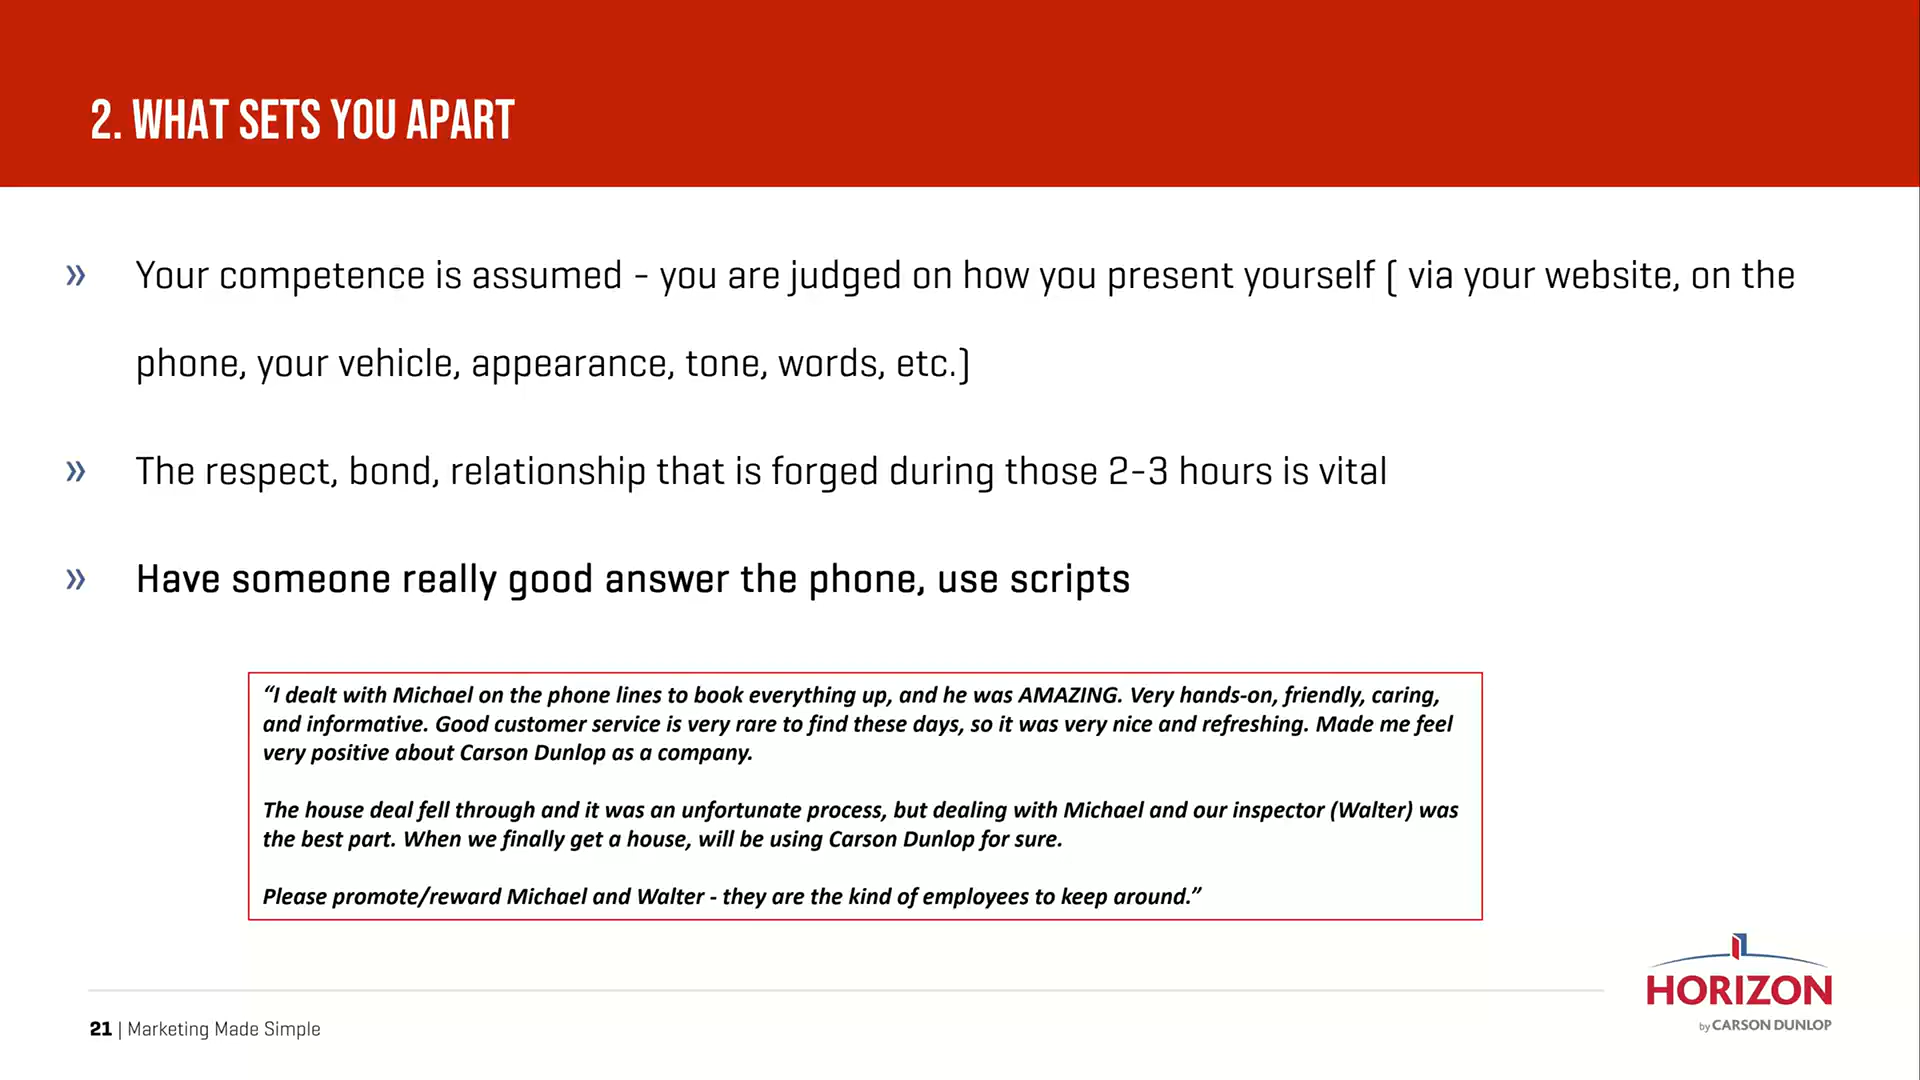 2. WHAT SETS YOU APART
» Your competence is assumed – you are judged on how you present yourself ( via your website, on the
phone, your vehicle, appearance, tone, words, etc.)
» The respect, bond, relationship that is forged during those 2-3 hours is vital
» Have someone really good answer the phone, use scripts
“I dealt with Michael on the phone lines to book everything up, and he was AMAZING. Very hands-on, friendly, caring,
and informative. Good customer service is very rare to find these days, so it was very nice and refreshing. Made me feel
very positive about Carson Dunlop as a company.
The house deal fell through and it was an unfortunate process, but dealing with Michael and our inspector (Walter) was
the best part. When we finally get a house, will be using Carson Dunlop for sure.
Please promote/reward Michael and Walter - they are the kind of employees to keep around.”
HORIZON
by CARSON DUNLOP
21 | Marketing Made Simple